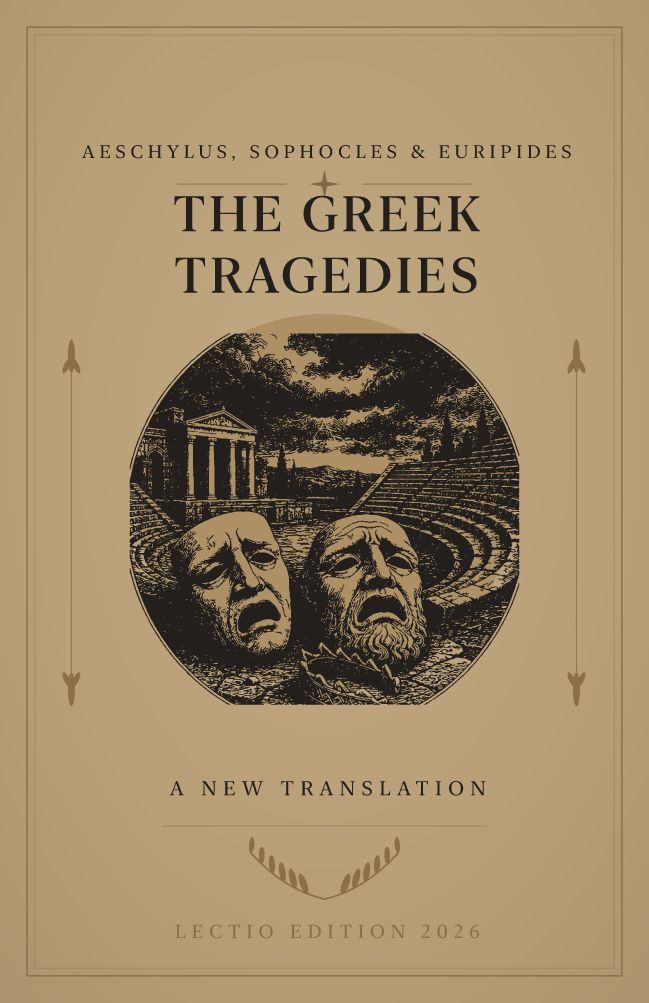 AESCHYLUS, SOPHOCLES & EURIPIDES
THE GREEK
TRAGEDIES
A NEW TRANSLATION
LECTIO EDITION 2026